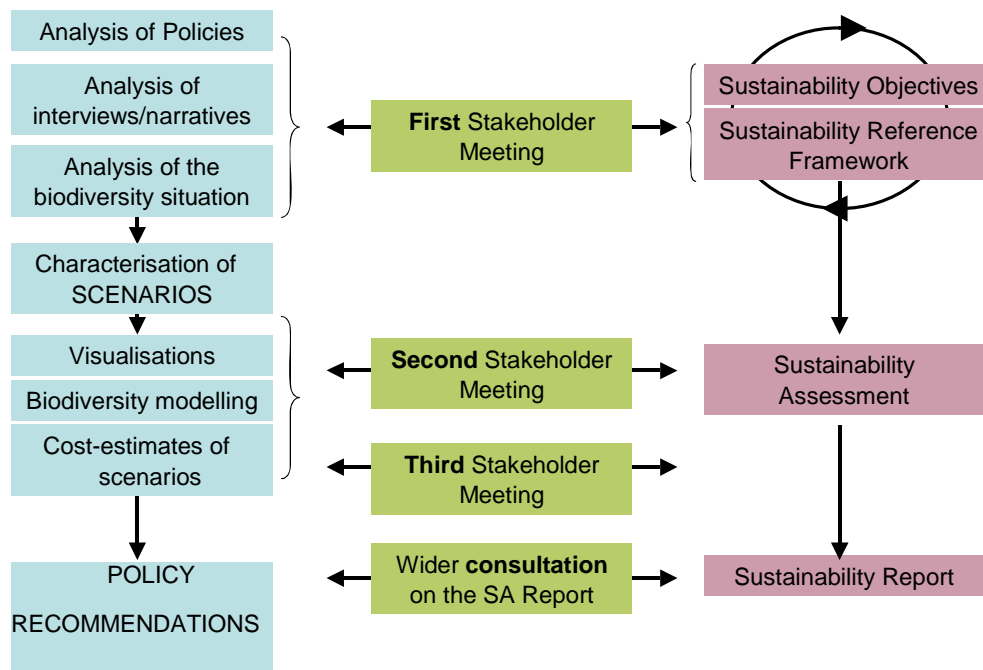 Analysis of Policies
Analysis of
interviews/narratives
Analysis of the
biodiversity situation
Characterisation of
SCENARIOS
Visualisations
Biodiversity modelling
Cost-estimates of
scenarios
POLICY
RECOMMENDATIONS
First Stakeholder
Meeting
Second Stakeholder
Meeting
Third Stakeholder
Meeting
Wider consultation
on the SA Report
Sustainability Objectives
Sustainability Reference
Framework
Sustainability
Assessment
Sustainability Report